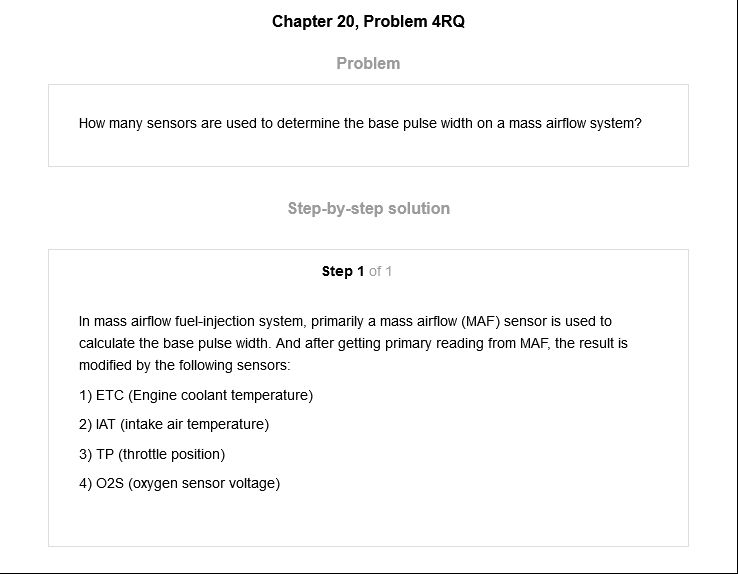 Chapter 20, Problem 4RQ
Problem
How many sensors are used to determine the base pulse width on a mass airflow system?
Step-by-step solution
Step 1 of 1
In mass airflow fuel-injection system, primarily a mass airflow (MAF) sensor is used to
calculate the base pulse width. And after getting primary reading from MAF, the result is
modified by the following sensors:
1) ETC (Engine coolant temperature)
2) IAT (intake air temperature)
3) TP (throttle position)
4) O2S (oxygen sensor voltage)